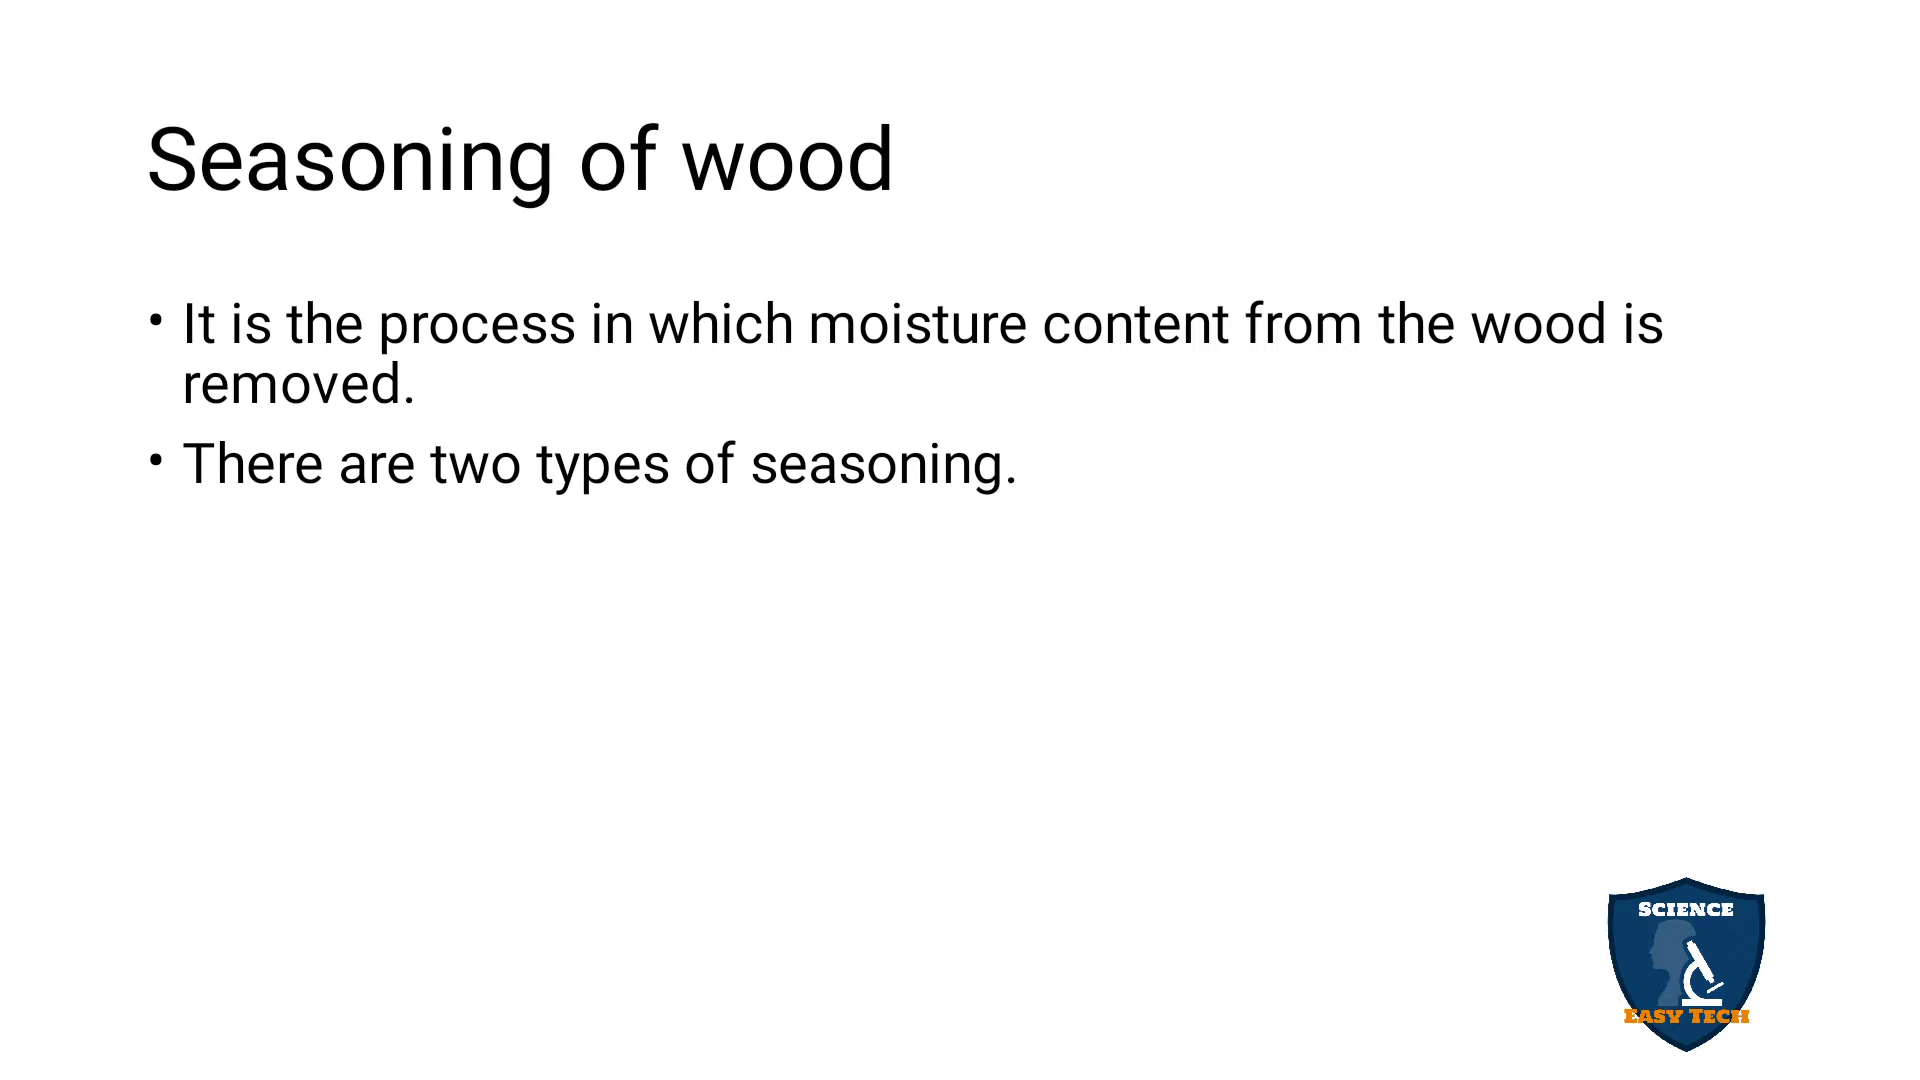 Seasoning of wood
• It is the process in which moisture content from the wood is
removed.
• There are two types of seasoning.
SCIENCE
EASY TECH